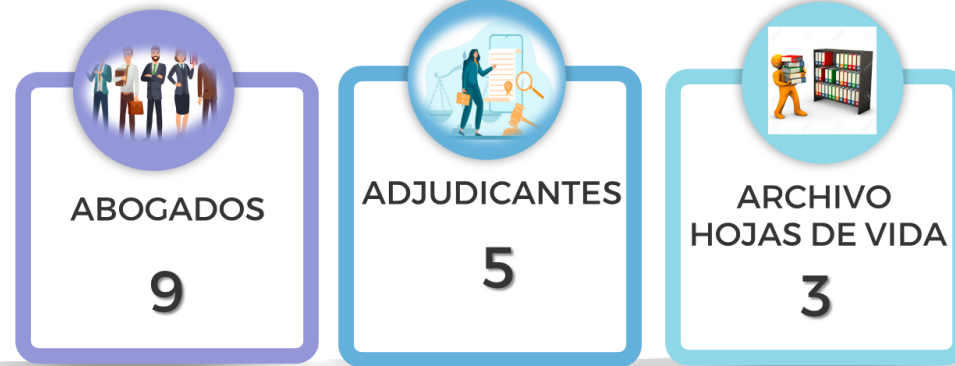 ABOGADOS
9
ADJUDICANTES
5
ARCHIVO
HOJAS DE VIDA
3